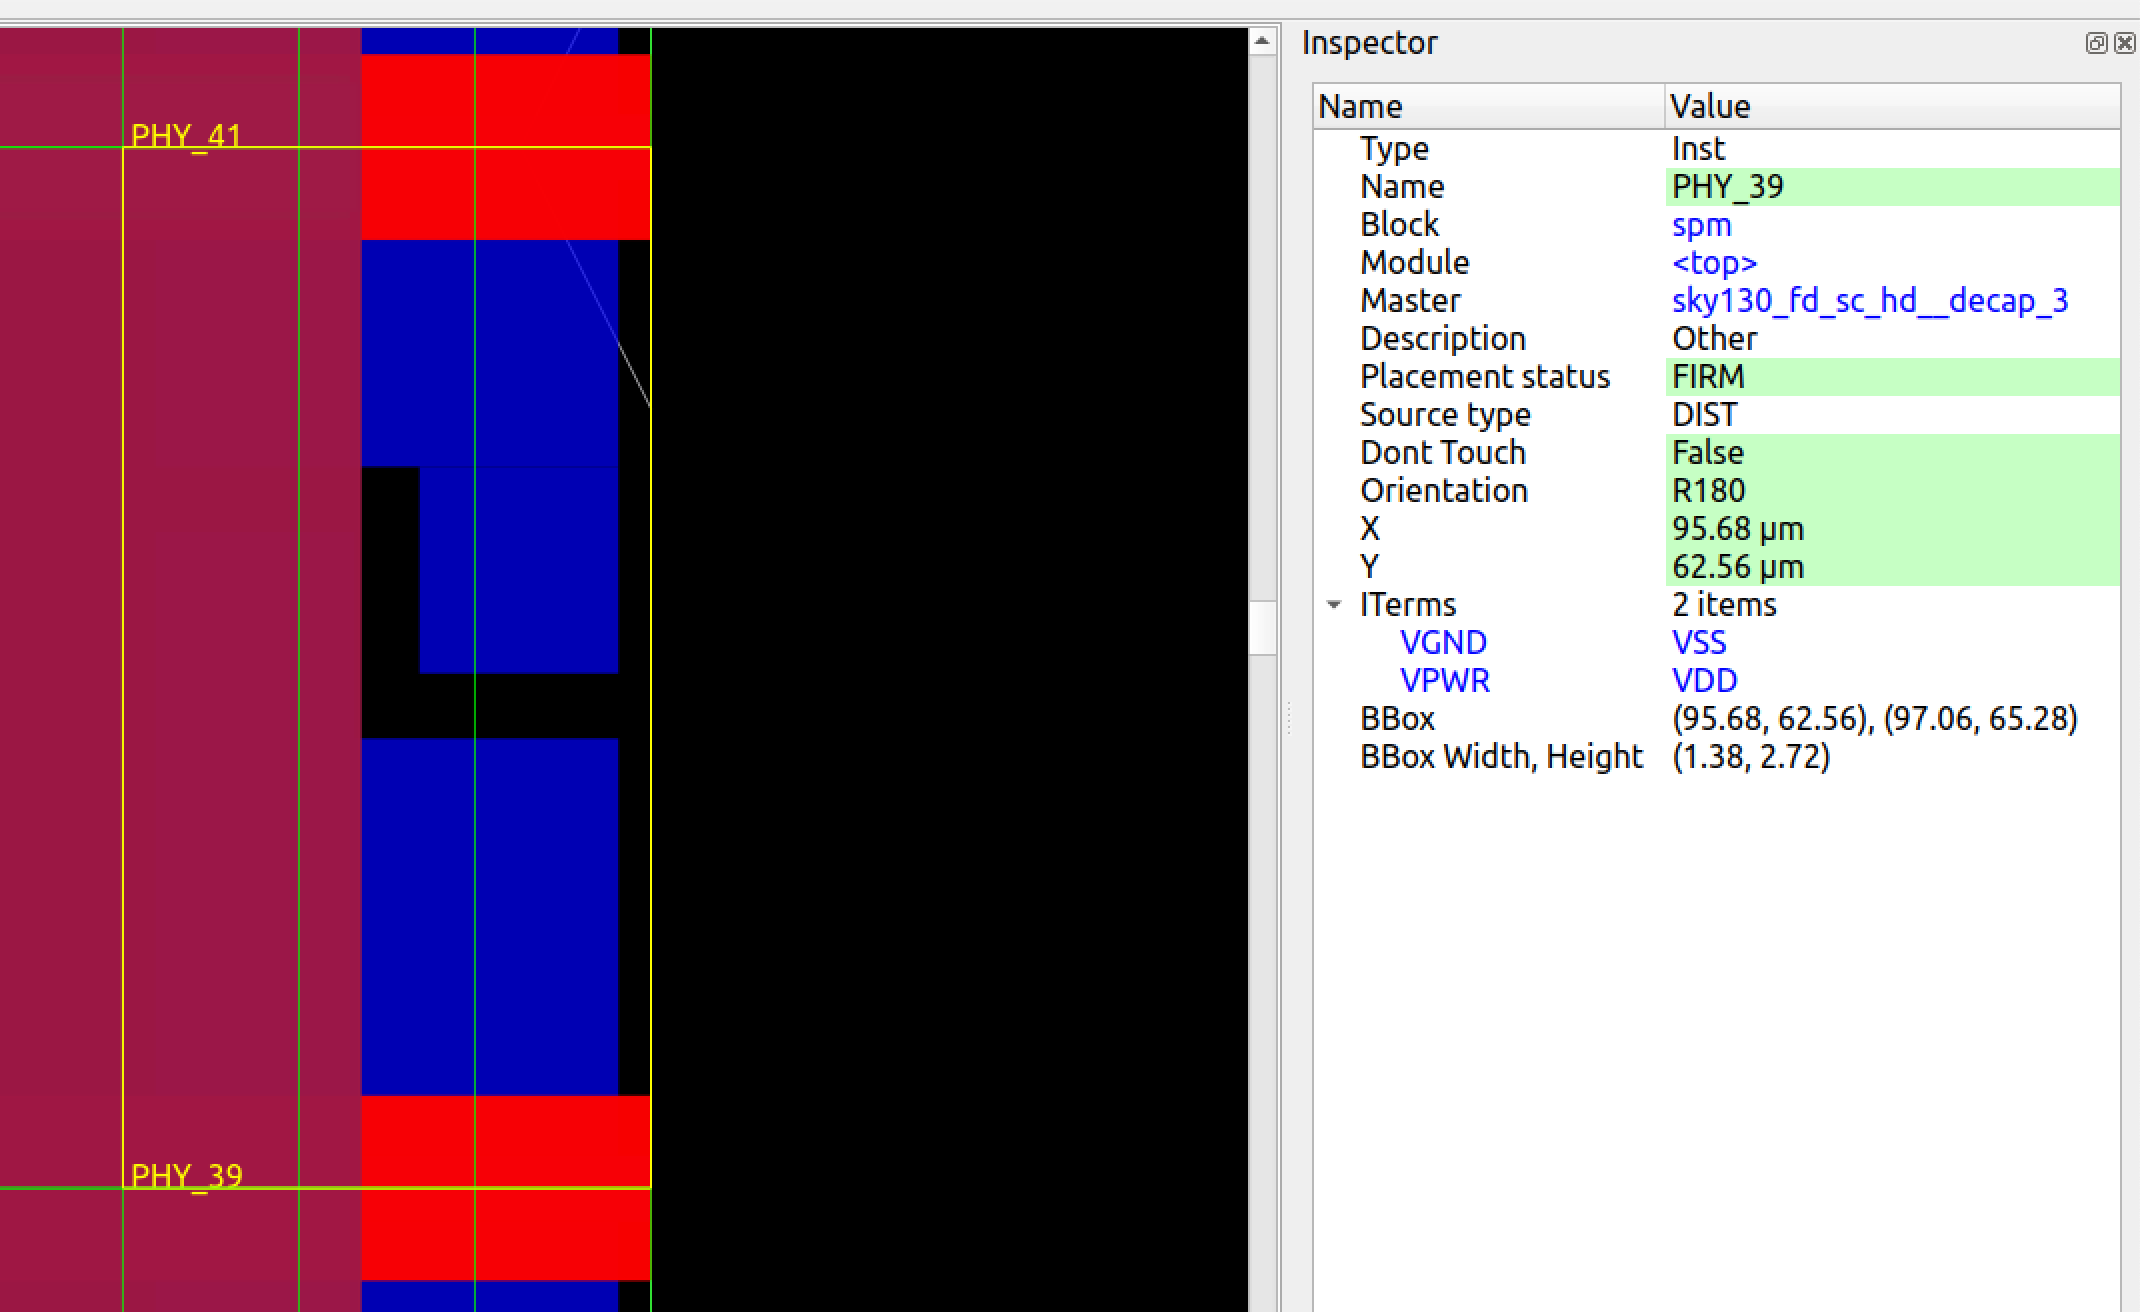 PHY_41
PHY_39
Inspector
Name Value
Type Inst
Name PHY_39
Block spm
Module <top>
Master sky130_fd_sc_hd__decap_3
Description Other
Placement status FIRM
Source type DIST
Dont Touch False
Orientation R180
X 95.68 μm
Y 62.56 μm
ITerms 2 items
VGND VSS
VPWR VDD
BBox (95.68, 62.56), (97.06, 65.28)
BBox Width, Height (1.38, 2.72)